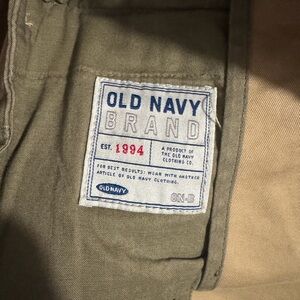 OLD NAVY
BRAND
EST. 1994
A PRODUCT OF
THE OLD NAVY
CLOTHING CO.
FOR BEST RESULTS: WEAR WITH ANOTHER
ARTICLE OF OLD NAVY CLOTHING.
OLD NAVY
ON-B